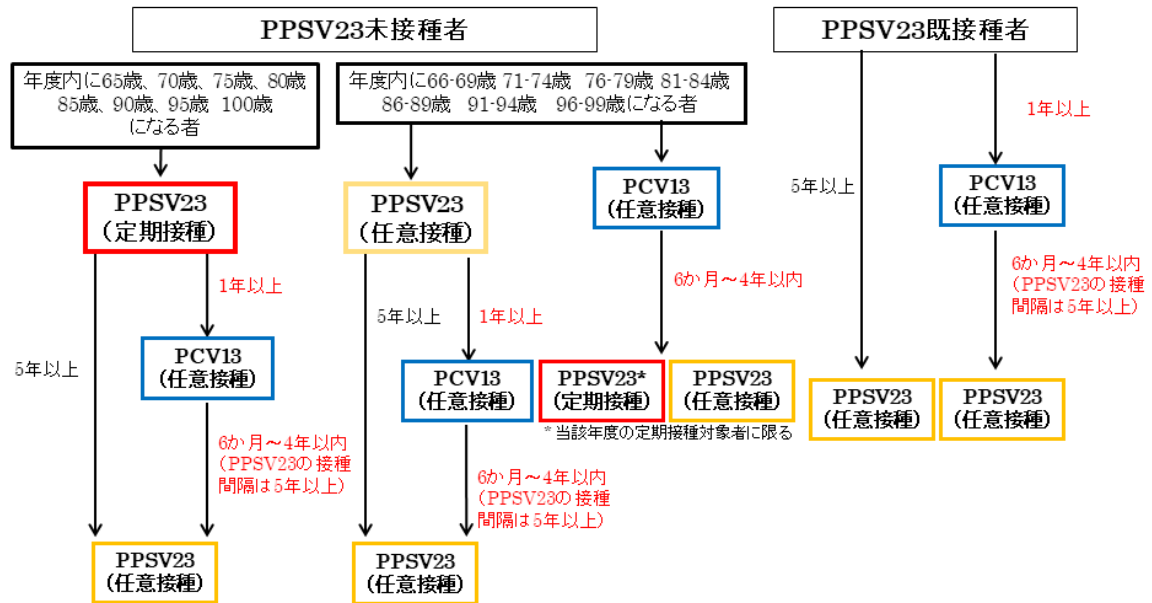 PPSV23未接種者
PPSV23既接種者
年度内に65歳、70歳、75歳、80歳
85歳、90歳、95歳 100歳
になる者
年度内に66-69歳 71-74歳 76-79歳 81-84歳
86-89歳 91-94歳 96-99歳になる者
PPSV23
（定期接種）
1年以上
5年以上
PCV13
（任意接種）
6か月～4年以内
（PPSV23の接種
間隔は5年以上）
PPSV23
（任意接種）
PPSV23
（任意接種）
5年以上
1年以上
PCV13
（任意接種）
6か月～4年以内
（PPSV23の接種
間隔は5年以上）
PPSV23
（任意接種）
PCV13
（任意接種）
6か月～4年以内
PPSV23*
（定期接種）
PPSV23
（任意接種）
*当該年度の定期接種対象者に限る
5年以上
PPSV23
（任意接種）
1年以上
PCV13
（任意接種）
6か月～4年以内
（PPSV23の接種
間隔は5年以上）
PPSV23
（任意接種）